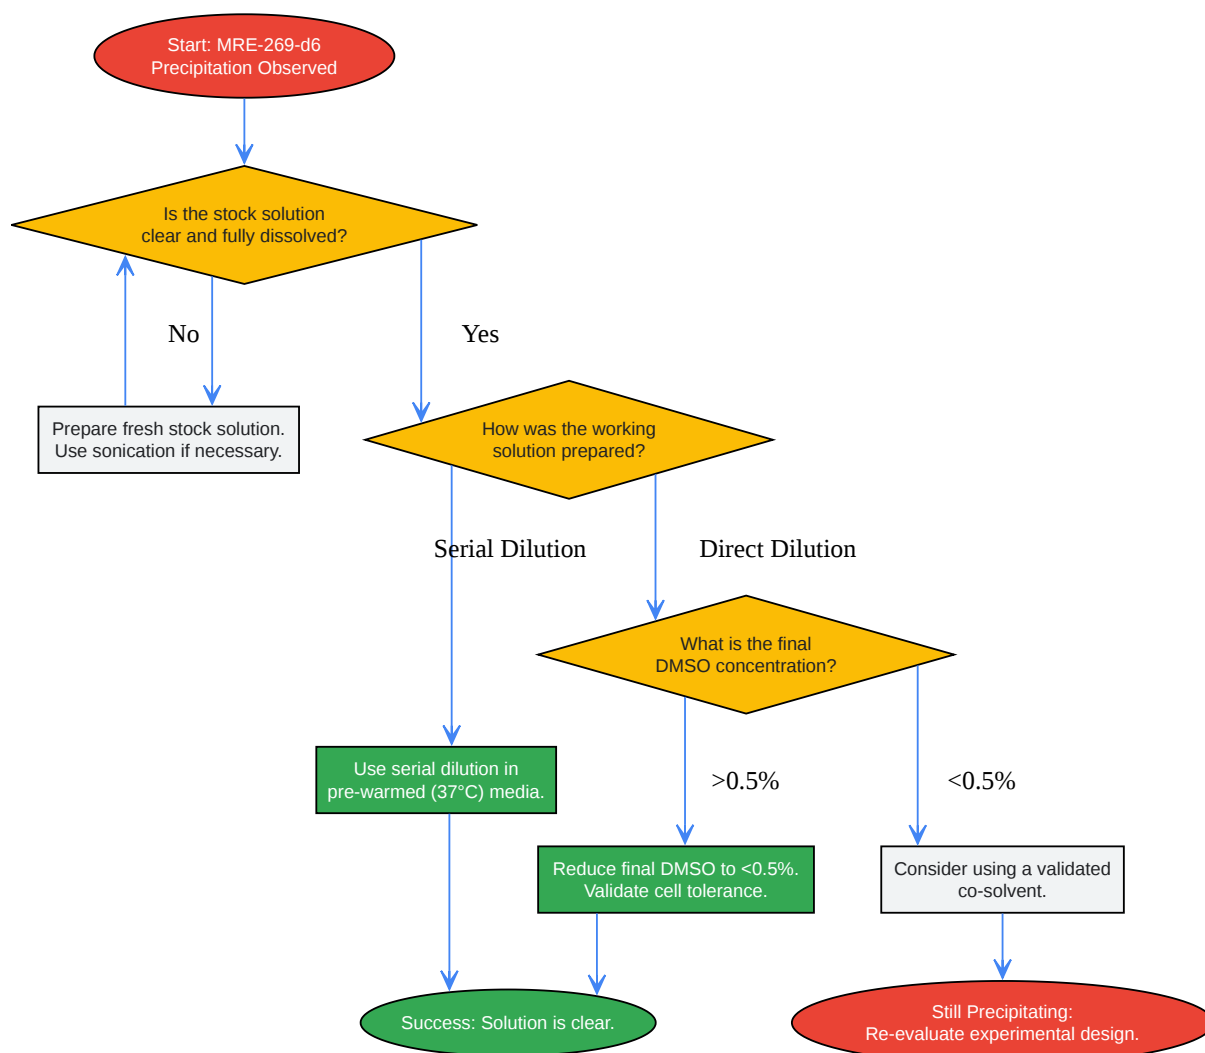 Start: MRE-269-d6
Precipitation Observed
Is the stock solution
clear and fully dissolved?
No
Yes
Prepare fresh stock solution.
Use sonication if necessary.
How was the working
solution prepared?
Serial Dilution
Direct Dilution
What is the final
DMSO concentration?
Use serial dilution in
pre-warmed (37°C) media.
>0.5%
<0.5%
Reduce final DMSO to <0.5%.
Validate cell tolerance.
Consider using a validated
co-solvent.
Success: Solution is clear.
Still Precipitating:
Re-evaluate experimental design.